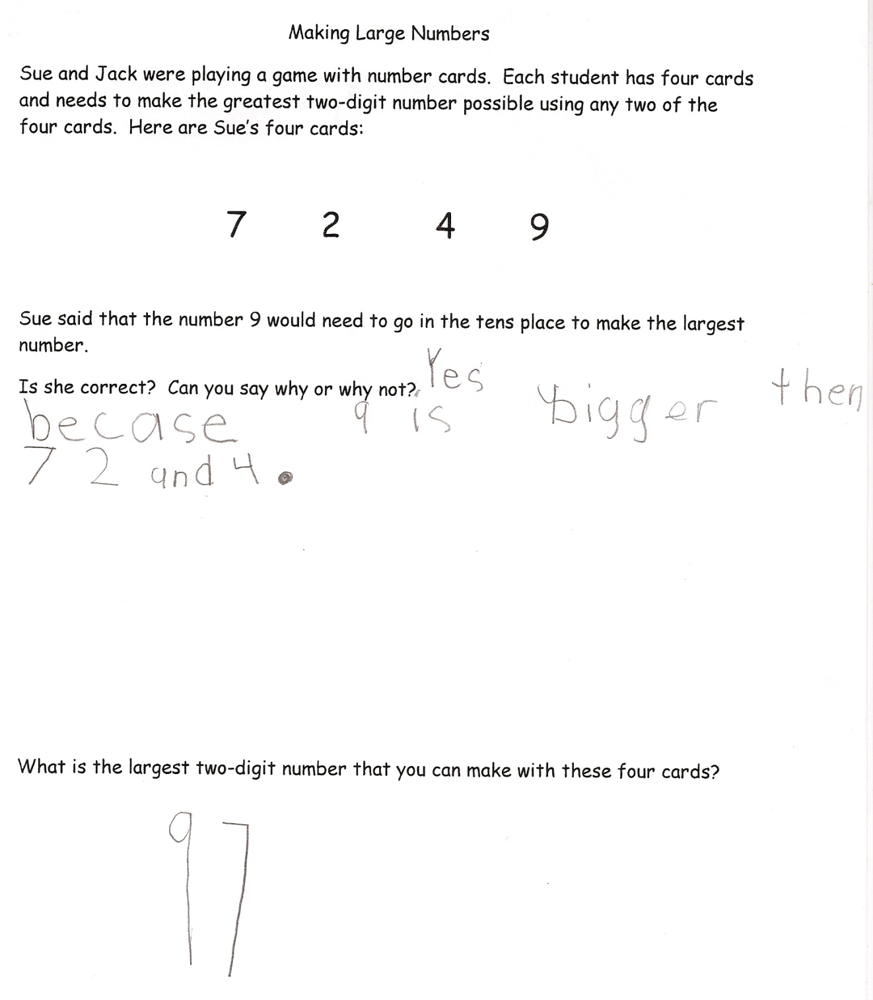 Making Large Numbers
Sue and Jack were playing a game with number cards. Each student has four cards
and needs to make the greatest two-digit number possible using any two of the
four cards. Here are Sue's four cards:
7 2 4 9
Sue said that the number 9 would need to go in the tens place to make the largest
number.
Is she correct? Can you say why or why not? Yes
becase 9 is bigger then
7 2 and 4.
What is the largest two-digit number that you can make with these four cards?
97